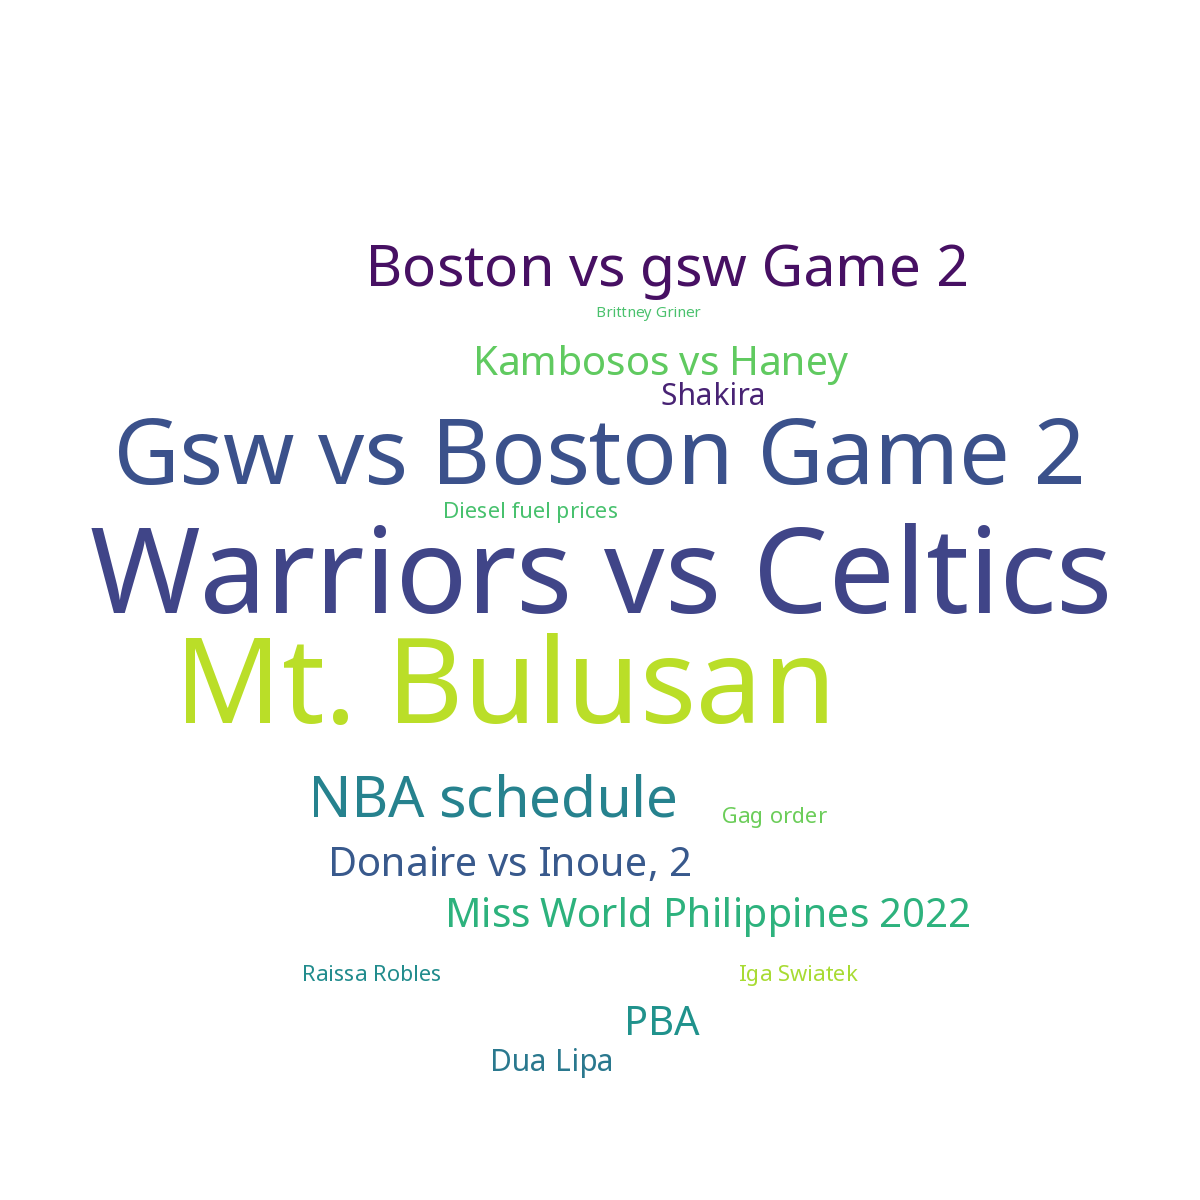 Boston vs gsw Game 2
Brittney Griner
Kambosos vs Haney
Shakira
Gsw vs Boston Game 2
Diesel fuel prices
Warriors vs Celtics
Mt. Bulusan
NBA schedule
Gag order
Donaire vs Inoue, 2
Miss World Philippines 2022
Raissa Robles
Iga Swiatek
PBA
Dua Lipa